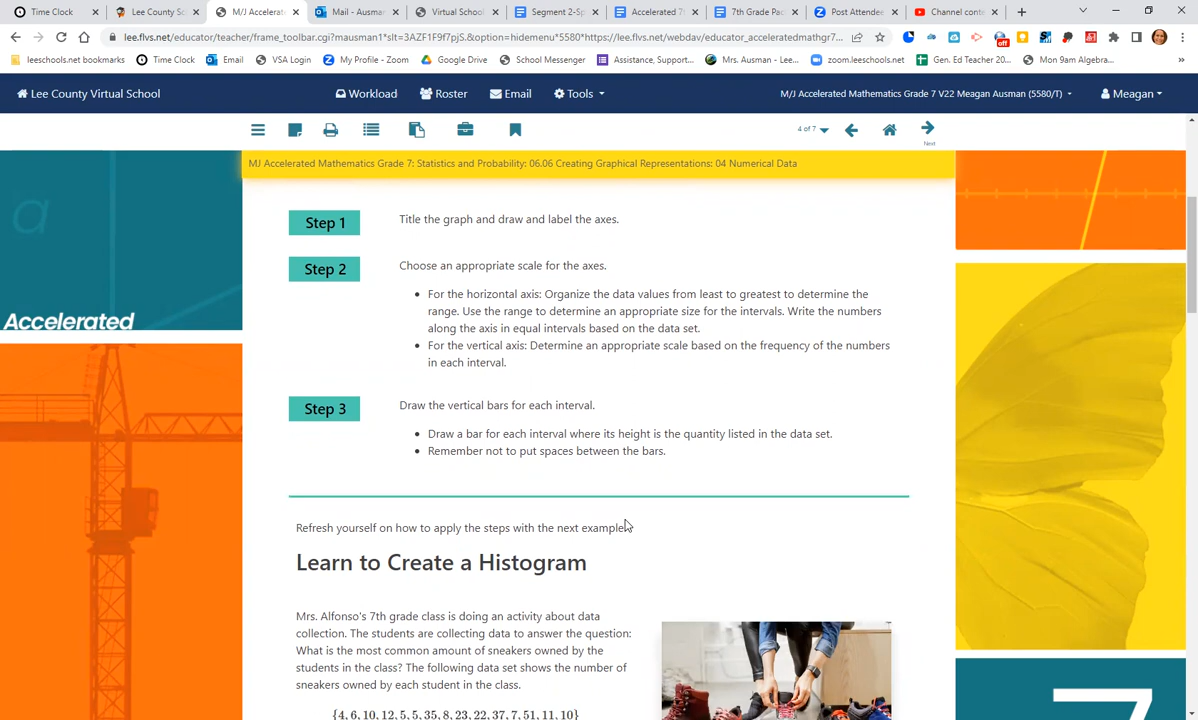 Time Clock
Lee County Sc
M/J Accelerat
Mail - Ausma
Virtual School
Segment 2-Sp
Accelerated 7
7th Grade Pac
Post Attendee
Channel conte
lee.flvs.net/educator/teacher/frame_toolbar.cgi?mausman1*slt=3AZF1F9f7pjS.&option=hidemenu*5580*https://lee.flvs.net/webdav/educator_acceleratedmathgr7...
off
leeschools.net bookmarks
Time Clock
Email
VSA Login
My Profile - Zoom
Google Drive
School Messenger
Assistance, Support...
Mrs. Ausman - Lee...
zoom.leeschools.net
Gen. Ed Teacher 20...
Mon 9am Algebra...
Lee County Virtual School
Workload
Roster
Email
Tools
M/J Accelerated Mathematics Grade 7 V22 Meagan Ausman (5580/T)
Meagan
4 of 7
Next
MJ Accelerated Mathematics Grade 7: Statistics and Probability: 06.06 Creating Graphical Representations: 04 Numerical Data
a
Accelerated
Step 1
Title the graph and draw and label the axes.
Step 2
Choose an appropriate scale for the axes.
• For the horizontal axis: Organize the data values from least to greatest to determine the
range. Use the range to determine an appropriate size for the intervals. Write the numbers
along the axis in equal intervals based on the data set.
• For the vertical axis: Determine an appropriate scale based on the frequency of the numbers
in each interval.
Step 3
Draw the vertical bars for each interval.
• Draw a bar for each interval where its height is the quantity listed in the data set.
• Remember not to put spaces between the bars.
Refresh yourself on how to apply the steps with the next example.
Learn to Create a Histogram
Mrs. Alfonso's 7th grade class is doing an activity about data
collection. The students are collecting data to answer the question:
What is the most common amount of sneakers owned by the
students in the class? The following data set shows the number of
sneakers owned by each student in the class.
{4, 6, 10, 12, 5, 5, 35, 8, 23, 22, 37, 7, 51, 11, 10}
7